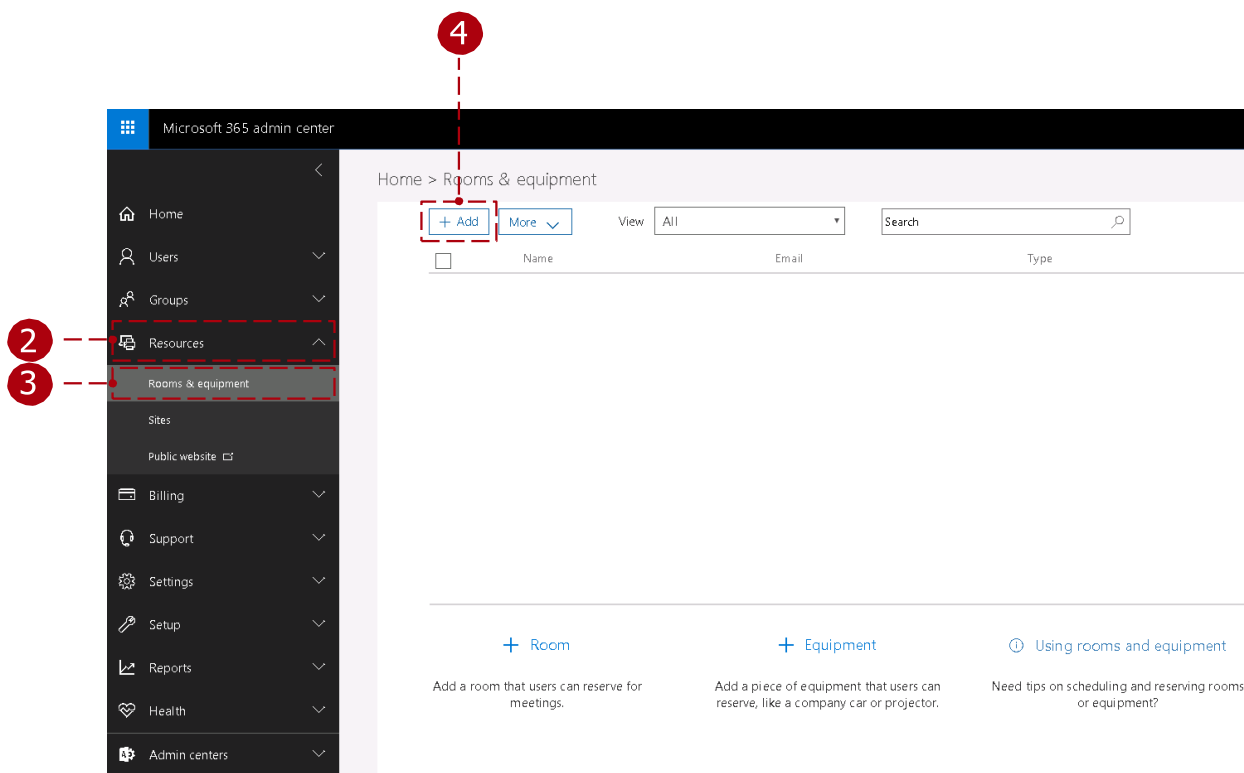 4
Microsoft 365 admin center
Home > Rooms & equipment
+ Add
More
View
All
Search
Name
Email
Type
Home
Users
Groups
2
Resources
3
Rooms & equipment
Sites
Public website
Billing
Support
Settings
Setup
Reports
Health
Admin centers
+ Room
Add a room that users can reserve for
meetings.
+ Equipment
Add a piece of equipment that users can
reserve, like a company car or projector.
Using rooms and equipment
Need tips on scheduling and reserving rooms
or equipment?